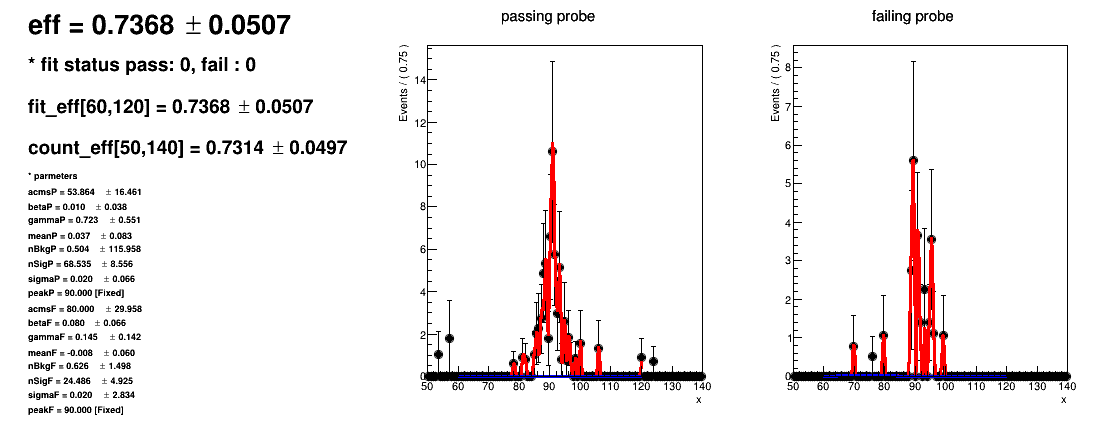 eff = 0.7368 ± 0.0507
* fit status pass: 0, fail : 0
fit_eff[60,120] = 0.7368 ± 0.0507
count_eff[50,140] = 0.7314 ± 0.0497
* parmeters
acmsP = 53.864 ± 16.461
betaP = 0.010 ± 0.038
gammaP = 0.723 ± 0.551
meanP = 0.037 ± 0.083
nBkgP = 0.504 ± 115.958
nSigP = 68.535 ± 8.556
sigmaP = 0.020 ± 0.066
peakP = 90.000 [Fixed]
acmsF = 80.000 ± 29.958
betaF = 0.080 ± 0.066
gammaF = 0.145 ± 0.142
meanF = -0.008 ± 0.060
nBkgF = 0.626 ± 1.498
nSigF = 24.486 ± 4.925
sigmaF = 0.020 ± 2.834
peakF = 90.000 [Fixed]
passing probe
Events / ( 0.75 )
14
12
10
8
6
4
2
0
50 60 70 80 90 100 110 120 130 140
x
failing probe
Events / ( 0.75 )
8
7
6
5
4
3
2
1
0
50 60 70 80 90 100 110 120 130 140
x